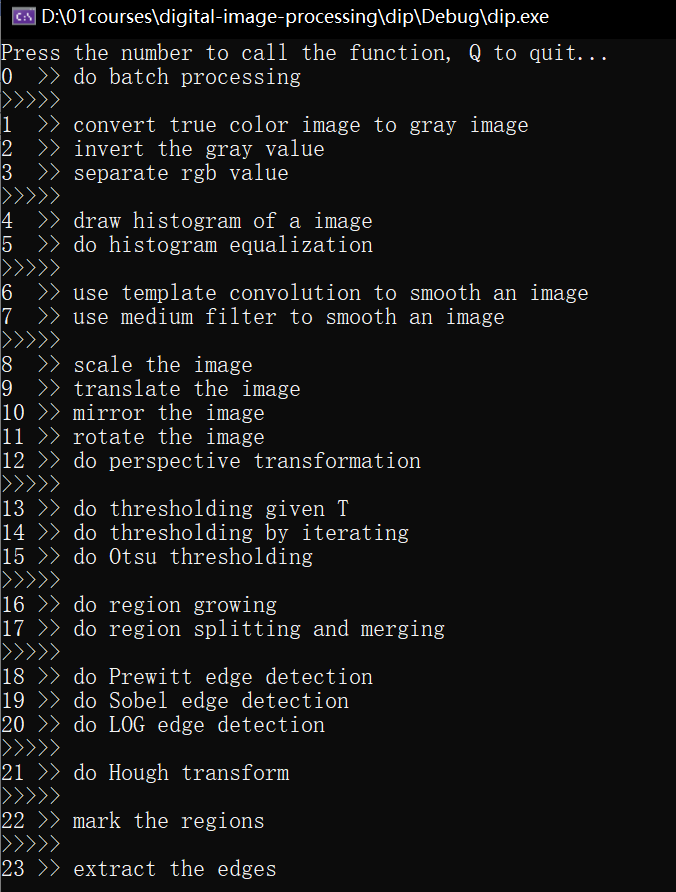 D:\01courses\digital-image-processing\dip\Debug\dip.exe
Press the number to call the function, Q to quit...
0  >> do batch processing
>>>>>
1  >> convert true color image to gray image
2  >> invert the gray value
3  >> separate rgb value
>>>>>
4  >> draw histogram of a image
5  >> do histogram equalization
>>>>>
6  >> use template convolution to smooth an image
7  >> use medium filter to smooth an image
>>>>>
8  >> scale the image
9  >> translate the image
10 >> mirror the image
11 >> rotate the image
12 >> do perspective transformation
>>>>>
13 >> do thresholding given T
14 >> do thresholding by iterating
15 >> do Otsu thresholding
>>>>>
16 >> do region growing
17 >> do region splitting and merging
>>>>>
18 >> do Prewitt edge detection
19 >> do Sobel edge detection
20 >> do LOG edge detection
>>>>>
21 >> do Hough transform
>>>>>
22 >> mark the regions
>>>>>
23 >> extract the edges